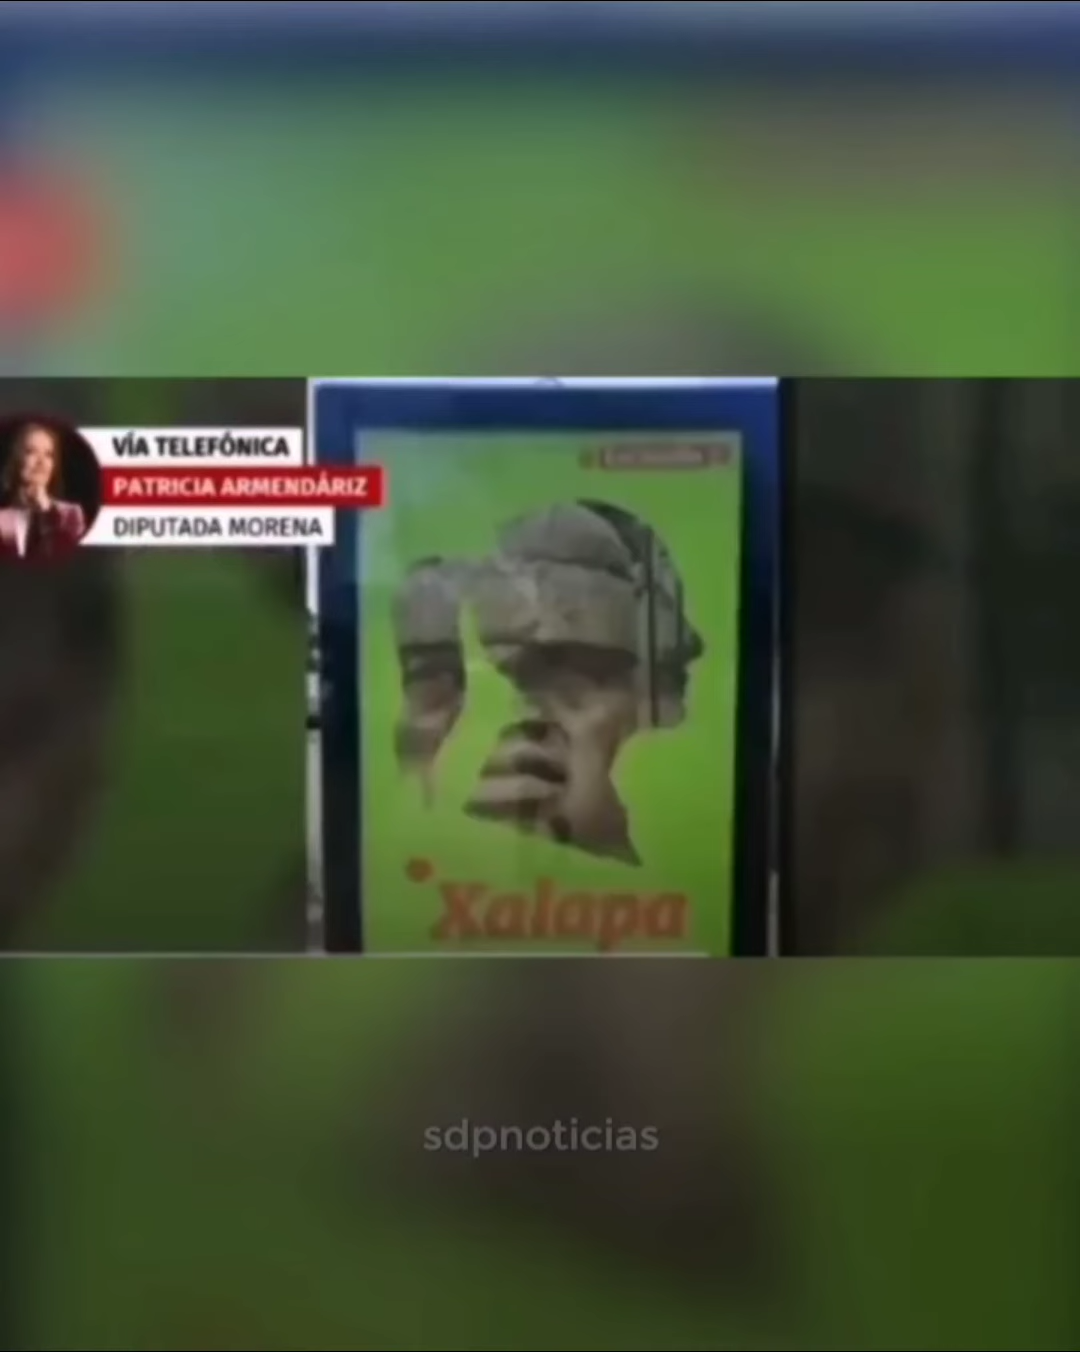 VÍA TELEFÓNICA
PATRICIA ARMENDÁRIZ
DIPUTADA MORENA
Xalapa
sdpnoticias